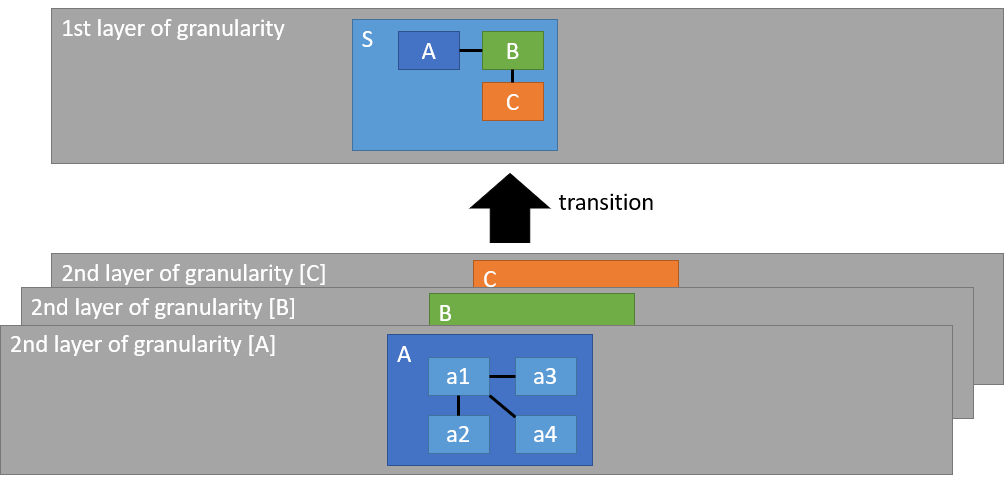 1st layer of granularity
S
A
B
C
transition
2nd layer of granularity [C]
C
2nd layer of granularity [B]
B
2nd layer of granularity [A]
A
a1
a3
a2
a4